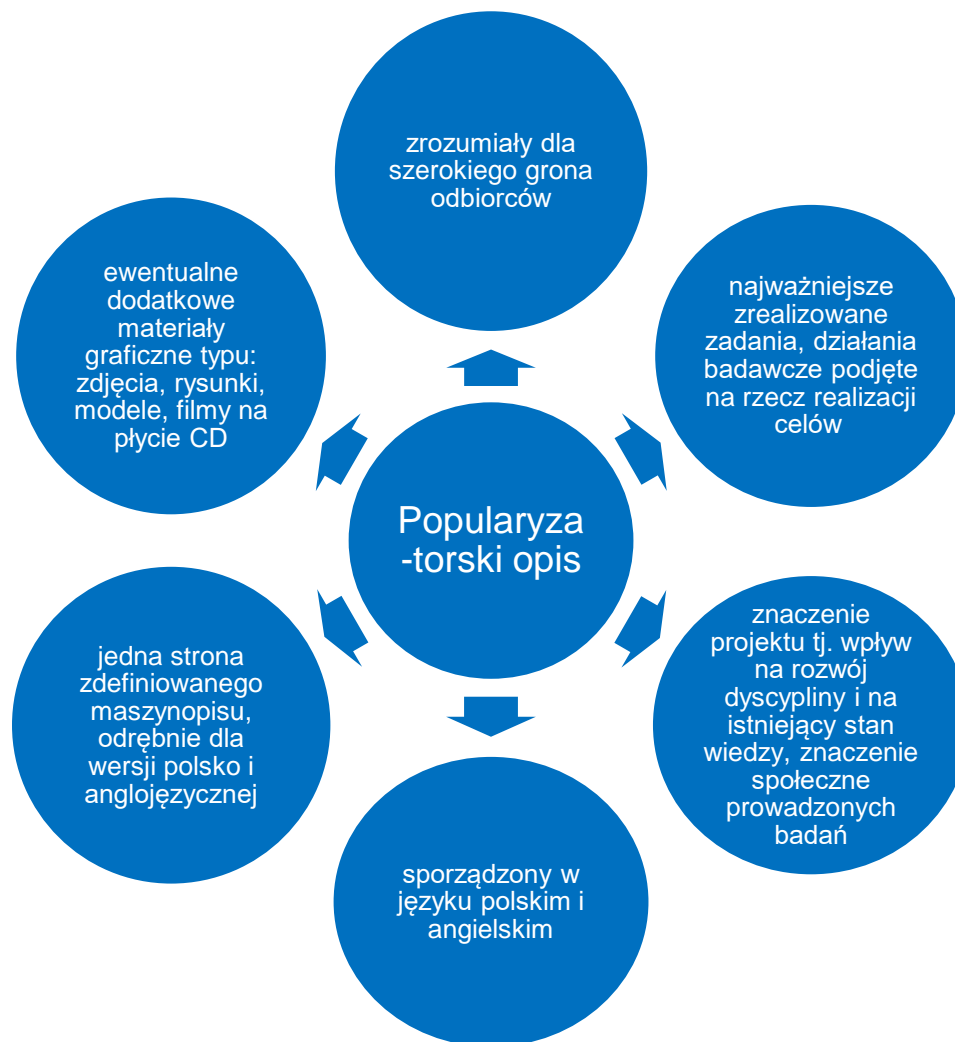 zrozumiały dla
szerokiego grona
odbiorców
najważniejsze
zrealizowane
zadania, działania
badawcze podjęte
na rzecz realizacji
celów
znaczenie
projektu tj. wpływ
na rozwój
dyscypliny i na
istniejący stan
wiedzy, znaczenie
społeczne
prowadzonych
badań
sporządzony w
języku polskim i
angielskim
jedna strona
zdefiniowanego
maszynopisu,
odrębnie dla
wersji polsko i
anglojęzycznej
ewentualne
dodatkowe
materiały
graficzne typu:
zdjęcia, rysunki,
modele, filmy na
płycie CD
Popularyza
-torski opis